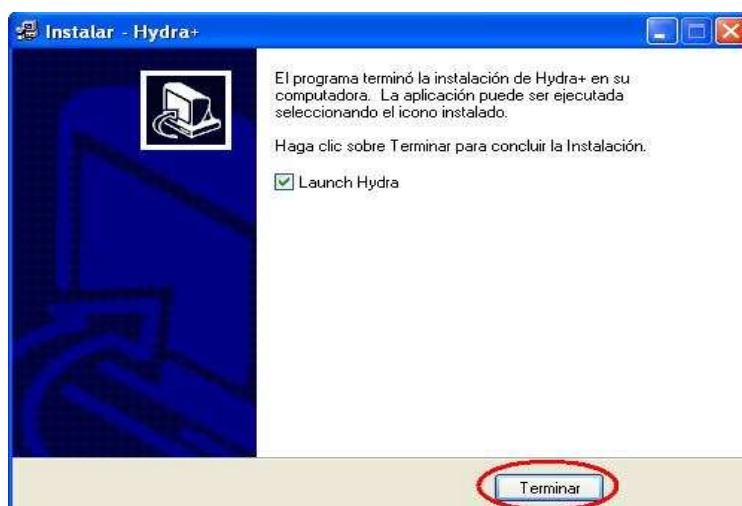 Instalar - Hydra+
El programa terminó la instalación de Hydra+ en su
computadora. La aplicación puede ser ejecutada
seleccionando el icono instalado.
Haga clic sobre Terminar para concluir la Instalación.
Launch Hydra
Terminar